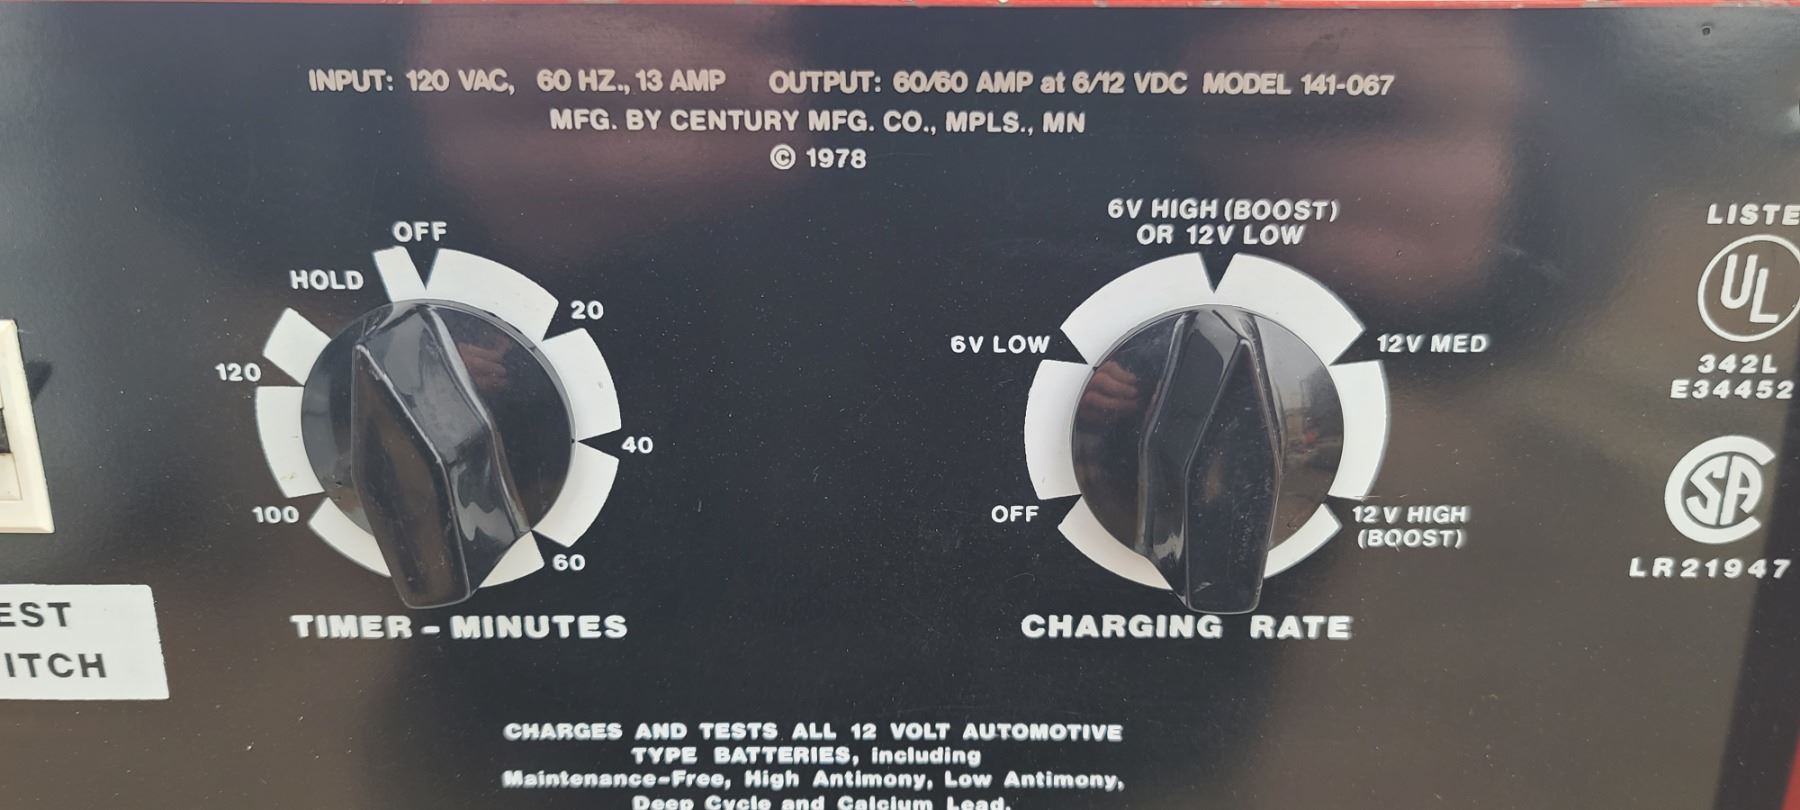 INPUT: 120 VAC, 60 HZ., 13 AMP OUTPUT: 60/60 AMP at 6/12 VDC MODEL 141-067
MFG. BY CENTURY MFG. CO., MPLS., MN
© 1978
OFF
HOLD
20
120
40
100
60
TIMER - MINUTES
6V HIGH (BOOST)
OR 12V LOW
6V LOW
12V MED
OFF
12 V HIGH
(BOOST)
CHARGING RATE
LISTE
UL
342L
E34452
SA
LR21947
EST
ITCH
CHARGES AND TESTS ALL 12 VOLT AUTOMOTIVE
TYPE BATTERIES, including
Maintenance-Free, High Antimony, Low Antimony,
Deep Cycle and Calcium Lead.